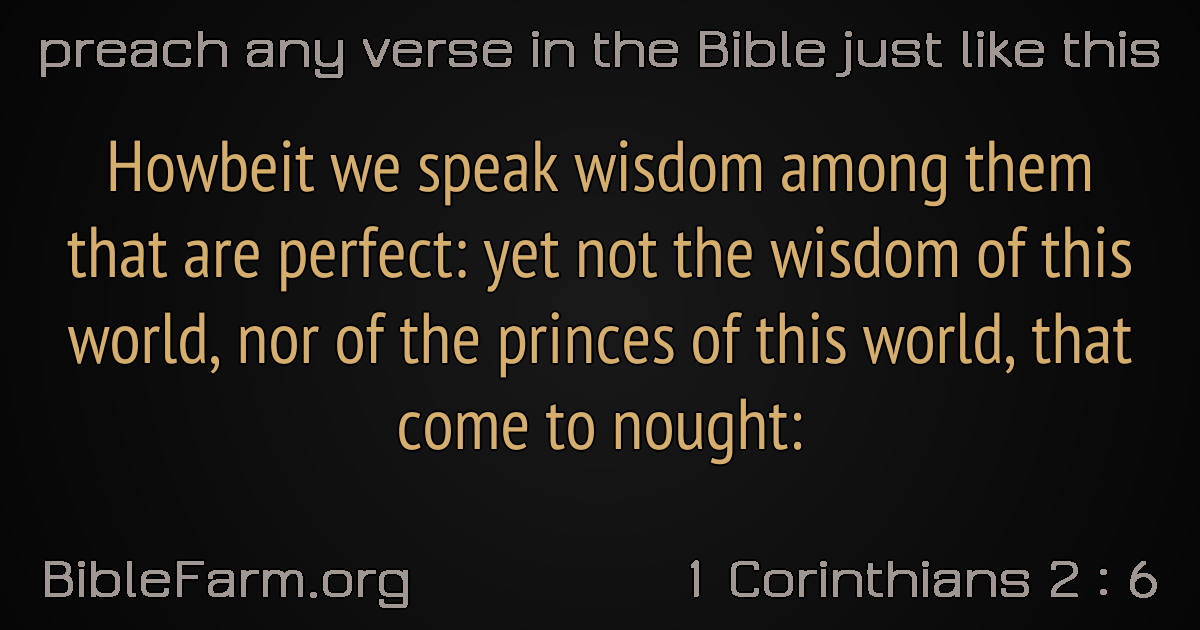 preach any verse in the Bible just like this
Howbeit we speak wisdom among them
that are perfect: yet not the wisdom of this
world, nor of the princes of this world, that
come to nought:
BibleFarm.org
1 Corinthians 2 : 6